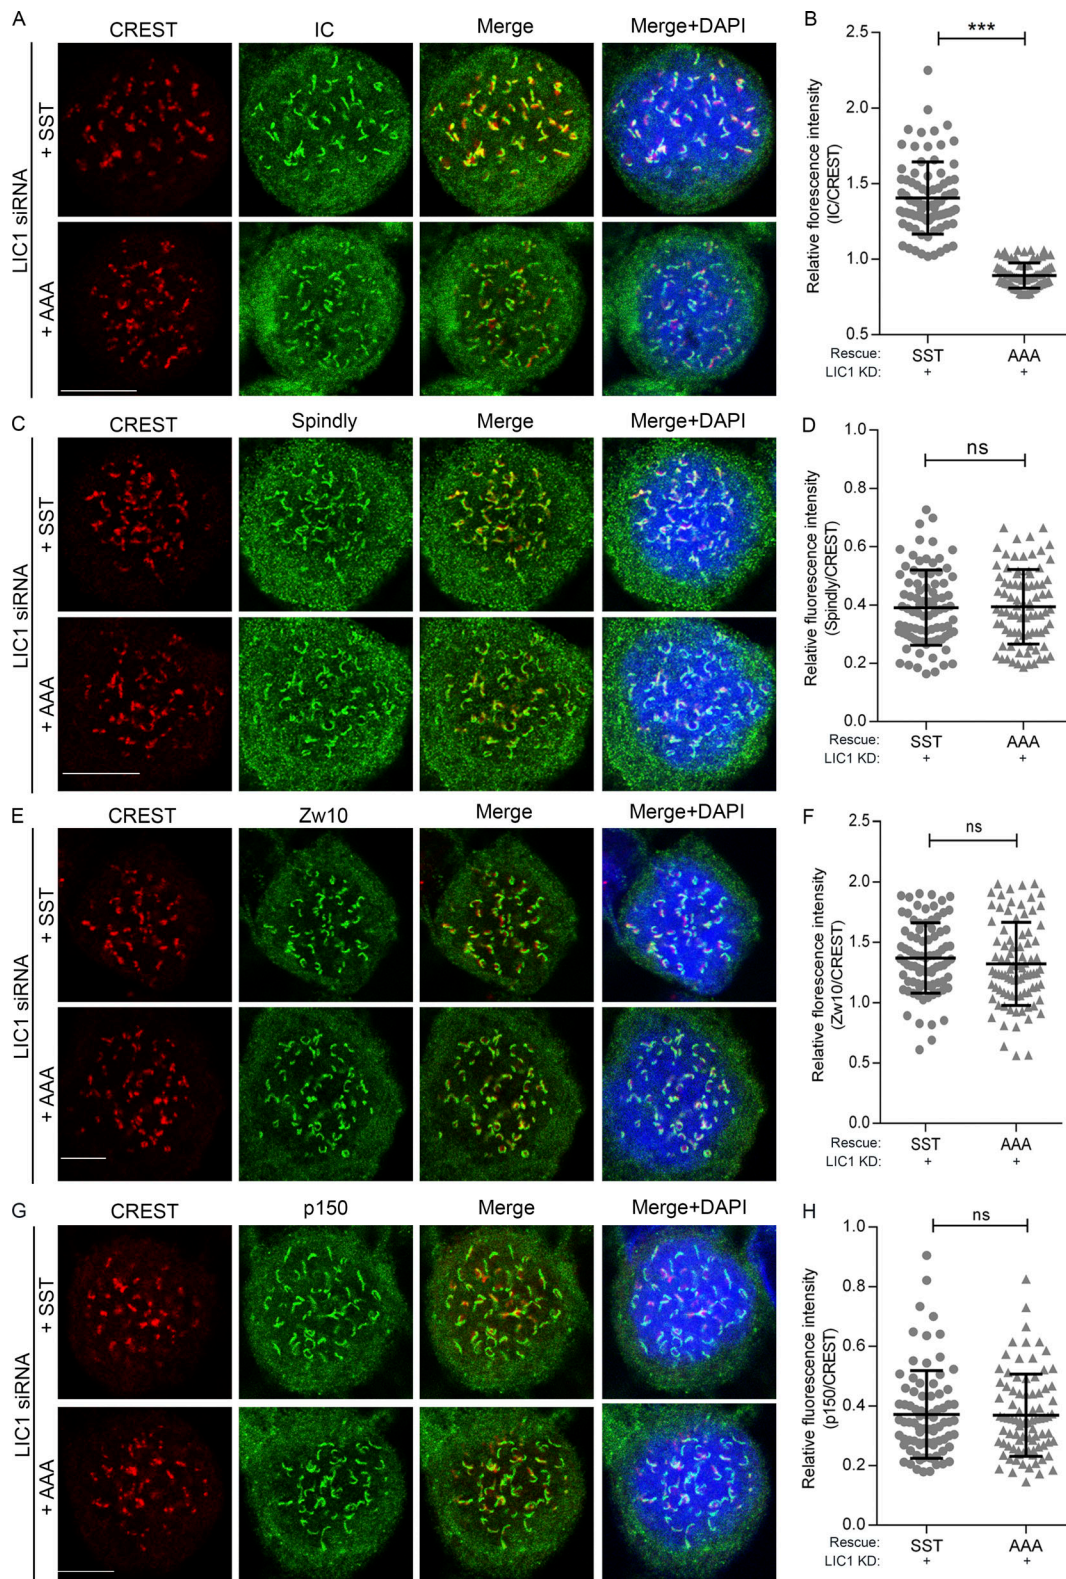 A
CREST
IC
Merge
Merge+DAPI
LIC1 siRNA
+ SST
+ AAA
B
***
Relative florescence intensity
(IC/CREST)
2.5
2.0
1.5
1.0
0.5
Rescue: SST AAA
LIC1 KD: + +
C
CREST
Spindly
Merge
Merge+DAPI
LIC1 siRNA
+ SST
+ AAA
D
ns
Relative fluorescence intensity
(Spindly/CREST)
1.0
0.8
0.6
0.4
0.2
0.0
Rescue: SST AAA
LIC1 KD: + +
E
CREST
Zw10
Merge
Merge+DAPI
LIC1 siRNA
+ SST
+ AAA
F
ns
Relative florescence intensity
(Zw10/CREST)
2.5
2.0
1.5
1.0
0.5
0.0
Rescue: SST AAA
LIC1 KD: + +
G
CREST
p150
Merge
Merge+DAPI
LIC1 siRNA
+ SST
+ AAA
H
ns
Relative fluorescence intensity
(p150/CREST)
1.0
0.8
0.6
0.4
0.2
0.0
Rescue: SST AAA
LIC1 KD: + +